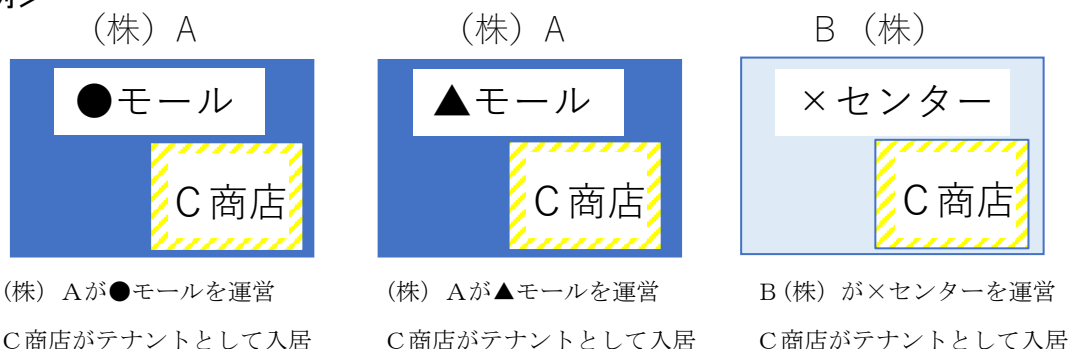 （株）A
●モール
C商店
(株) Aが●モールを運営
C商店がテナントとして入居
（株）A
▲モール
C商店
(株) Aが▲モールを運営
C商店がテナントとして入居
B（株）
×センター
C商店
B(株) が×センターを運営
C商店がテナントとして入居